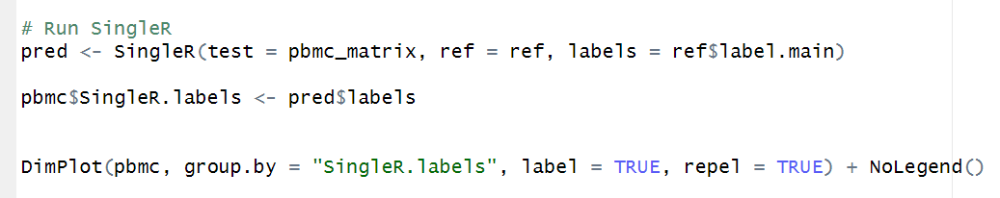 # Run SingleR
pred <- SingleR(test = pbmc_matrix, ref = ref, labels = ref$label.main)
pbmc$SingleR.labels <- pred$labels
DimPlot(pbmc, group.by = "SingleR.labels", label = TRUE, repel = TRUE) + NoLegend()